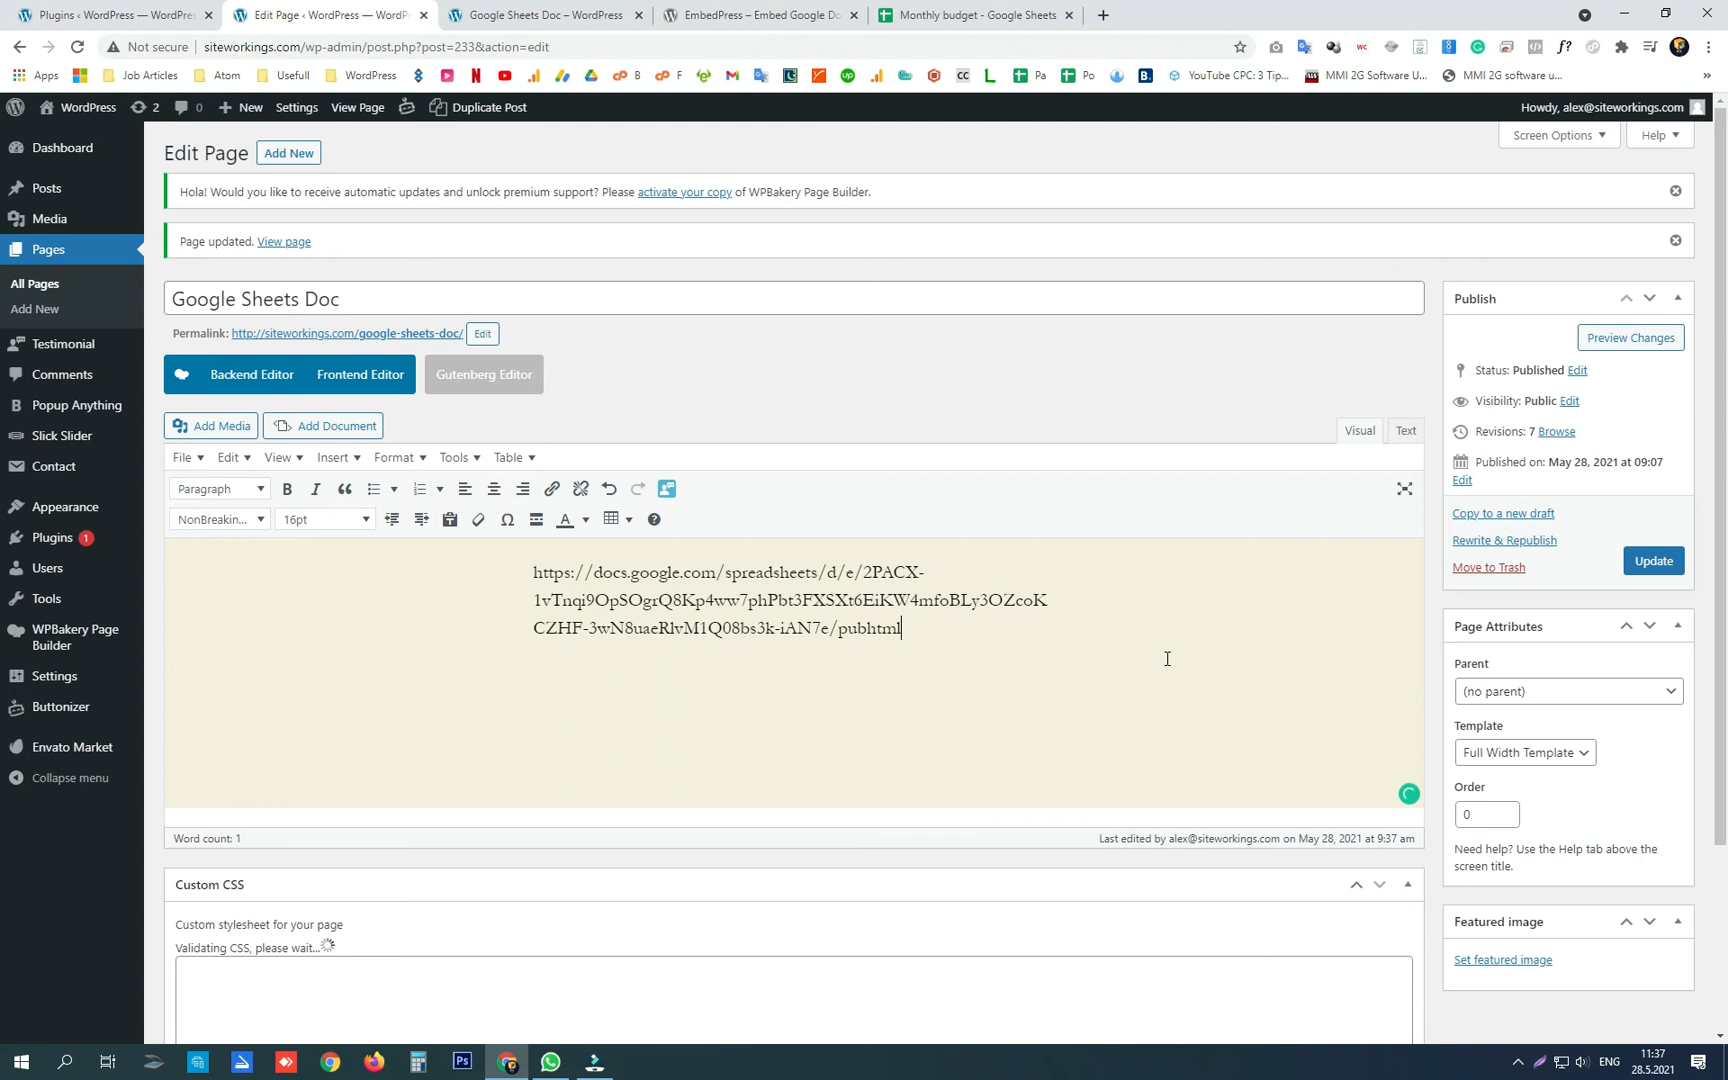 Plugins ‹ WordPress — WordPres
Edit Page ‹ WordPress — WordPr
Google Sheets Doc – WordPress
EmbedPress – Embed Google Do
Monthly budget - Google Sheets
Not secure
siteworkings.com/wp-admin/post.php?post=233&action=edit
Apps
Job Articles
Atom
Usefull
WordPress
B
F
CC
Pa
Po
YouTube CPC: 3 Tip...
MMI 2G Software U...
MMI 2G software u...
WordPress
2
0
New
Settings
View Page
Duplicate Post
Howdy, alex@siteworkings.com
Screen Options
Help
Dashboard
Posts
Media
Pages
All Pages
Add New
Testimonial
Comments
Popup Anything
Slick Slider
Contact
Appearance
Plugins 1
Users
Tools
WPBakery Page
Builder
Settings
Buttonizer
Envato Market
Collapse menu
Edit Page
Add New
Hola! Would you like to receive automatic updates and unlock premium support? Please activate your copy of WPBakery Page Builder.
Page updated. View page
Google Sheets Doc
Permalink: http://siteworkings.com/google-sheets-doc/ Edit
Backend Editor
Frontend Editor
Gutenberg Editor
Add Media
Add Document
Visual
Text
File
Edit
View
Insert
Format
Tools
Table
Paragraph
NonBreakin...
16pt
https://docs.google.com/spreadsheets/d/e/2PACX-
1vTnqi9OpSOgrQ8Kp4ww7phPbt3FXSXt6EiKW4mfoBLy3OZcoK
CZHF-3wN8uaeRlvM1Q08bs3k-iAN7e/pubhtml
Word count: 1
Last edited by alex@siteworkings.com on May 28, 2021 at 9:37 am
Custom CSS
Custom stylesheet for your page
Validating CSS, please wait...
Publish
Preview Changes
Status: Published Edit
Visibility: Public Edit
Revisions: 7 Browse
Published on: May 28, 2021 at 09:07
Edit
Copy to a new draft
Rewrite & Republish
Move to Trash
Update
Page Attributes
Parent
(no parent)
Template
Full Width Template
Order
0
Need help? Use the Help tab above the
screen title.
Featured image
Set featured image
ENG
11:37
28.5.2021